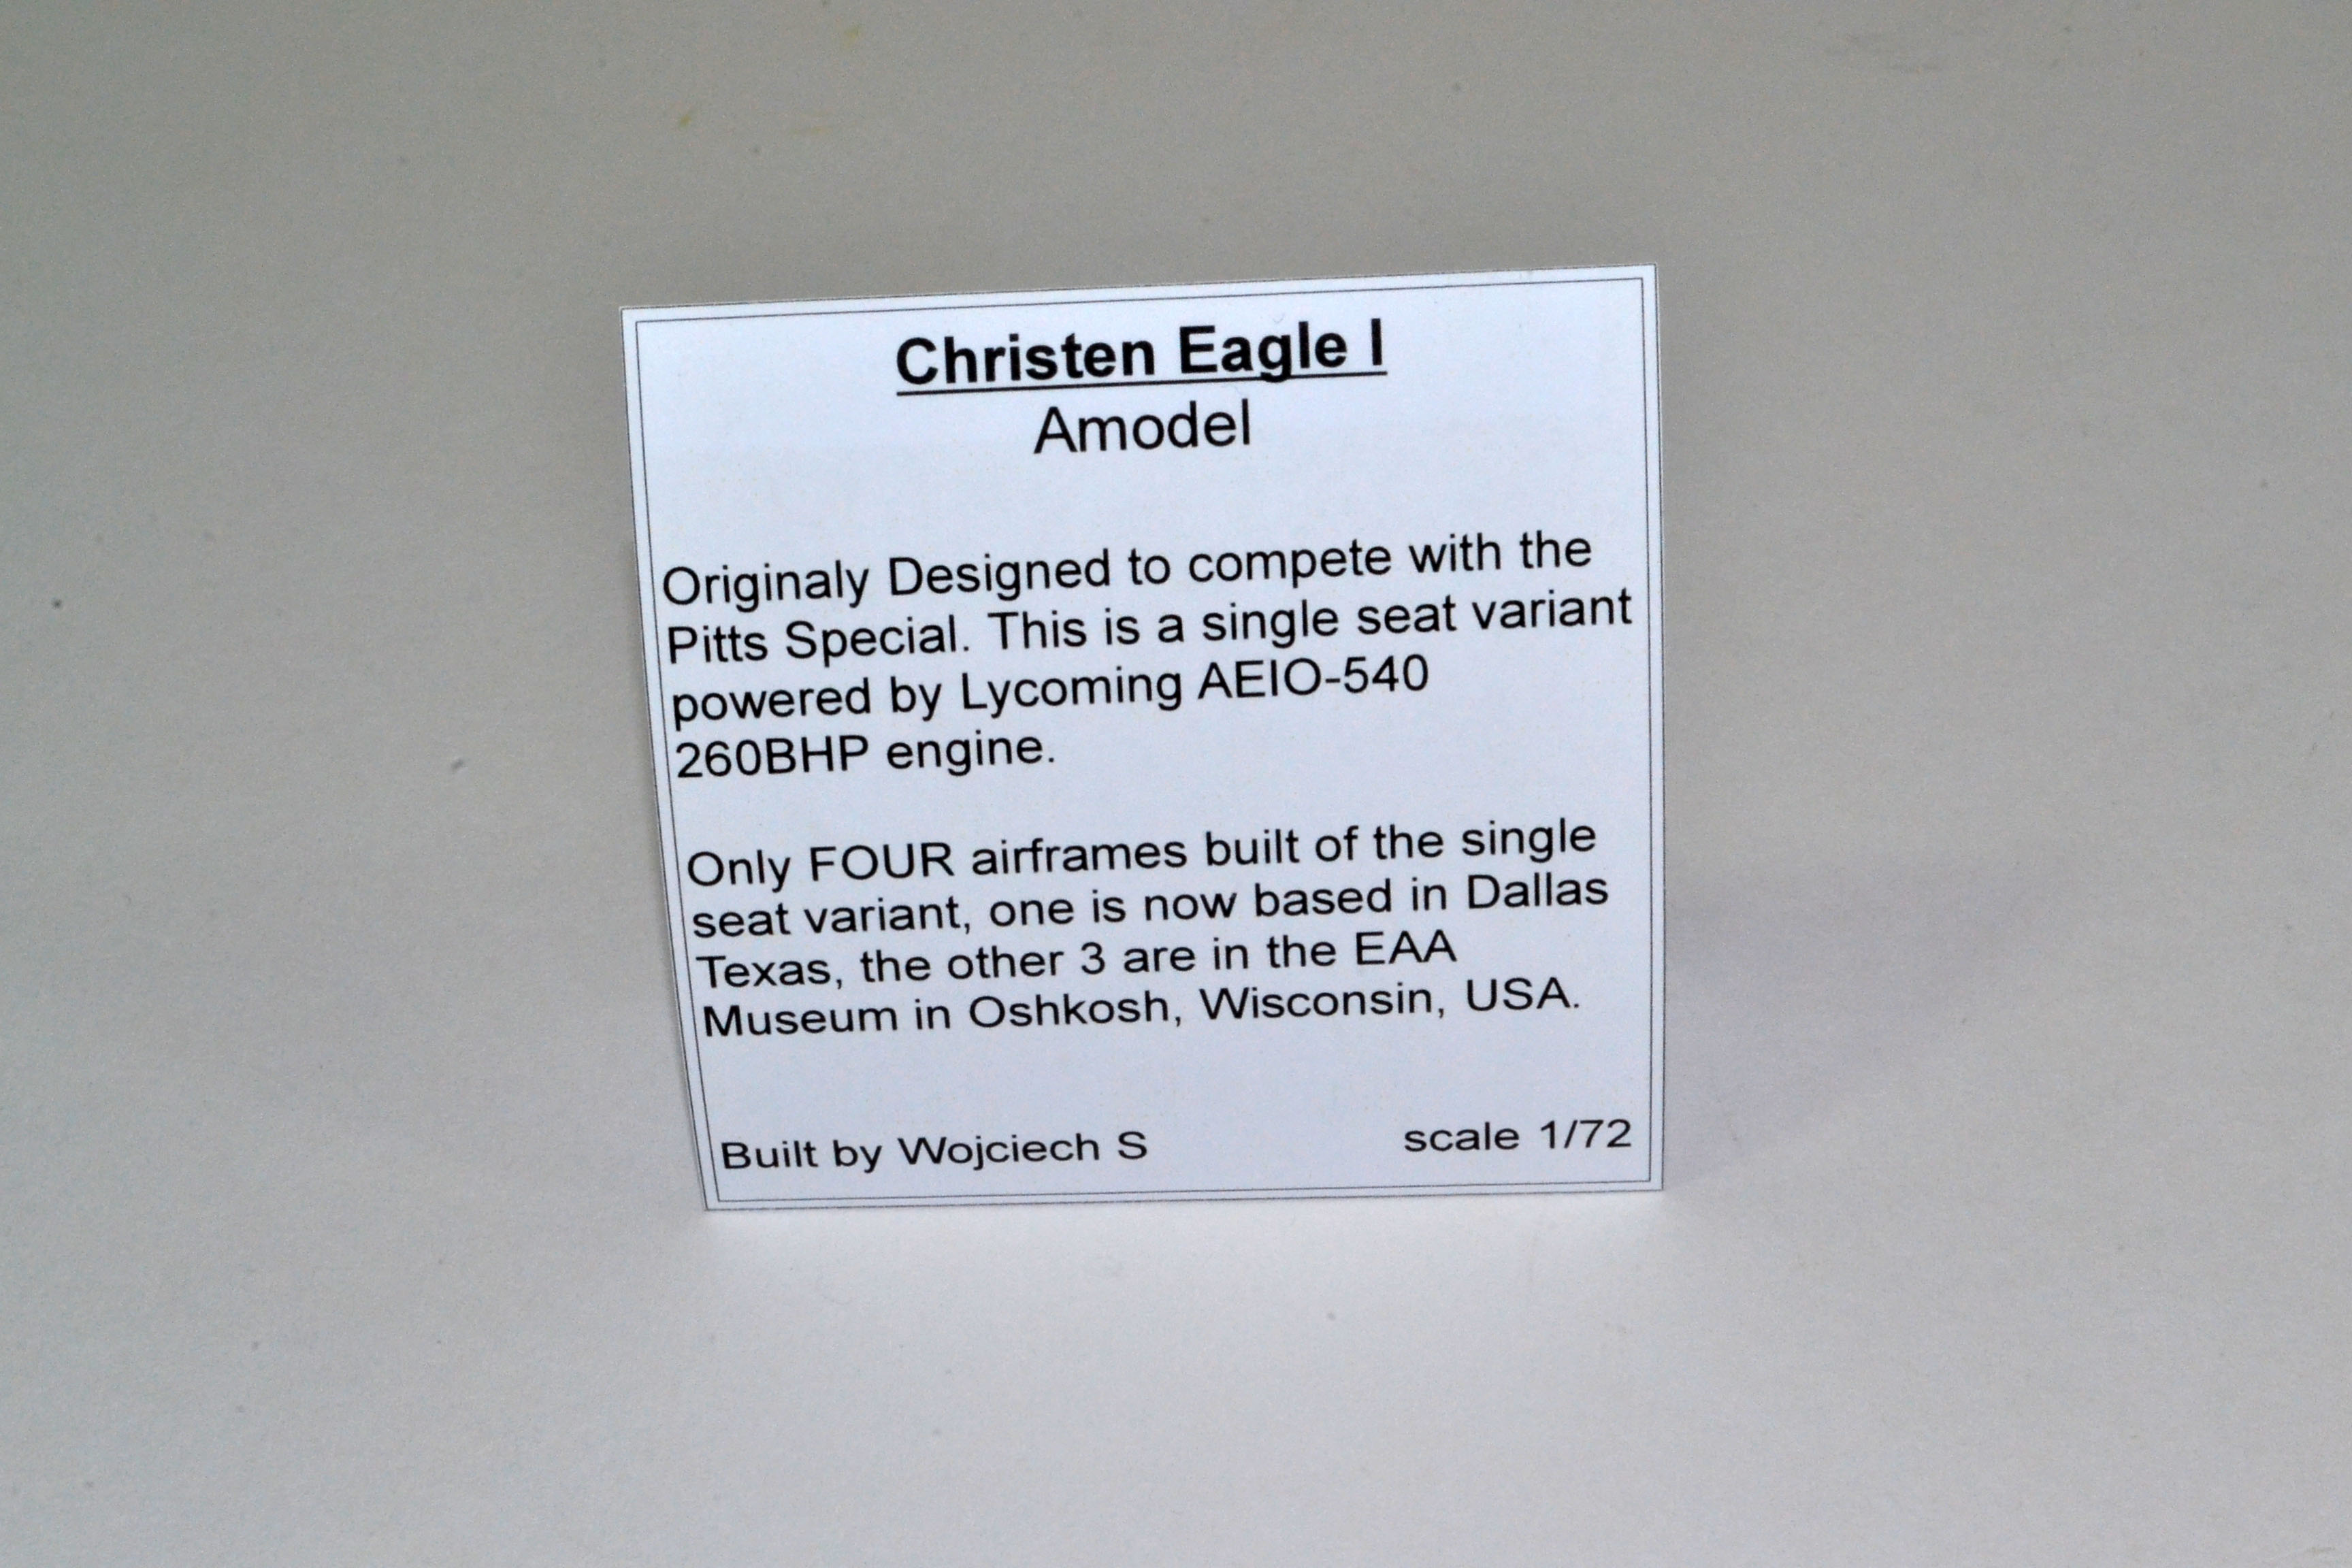 Christen Eagle I
Amodel
Originaly Designed to compete with the
Pitts Special. This is a single seat variant
powered by Lycoming AEIO-540
260BHP engine.
Only FOUR airframes built of the single
seat variant, one is now based in Dallas
Texas, the other 3 are in the EAA
Museum in Oshkosh, Wisconsin, USA.
Built by Wojciech S scale 1/72